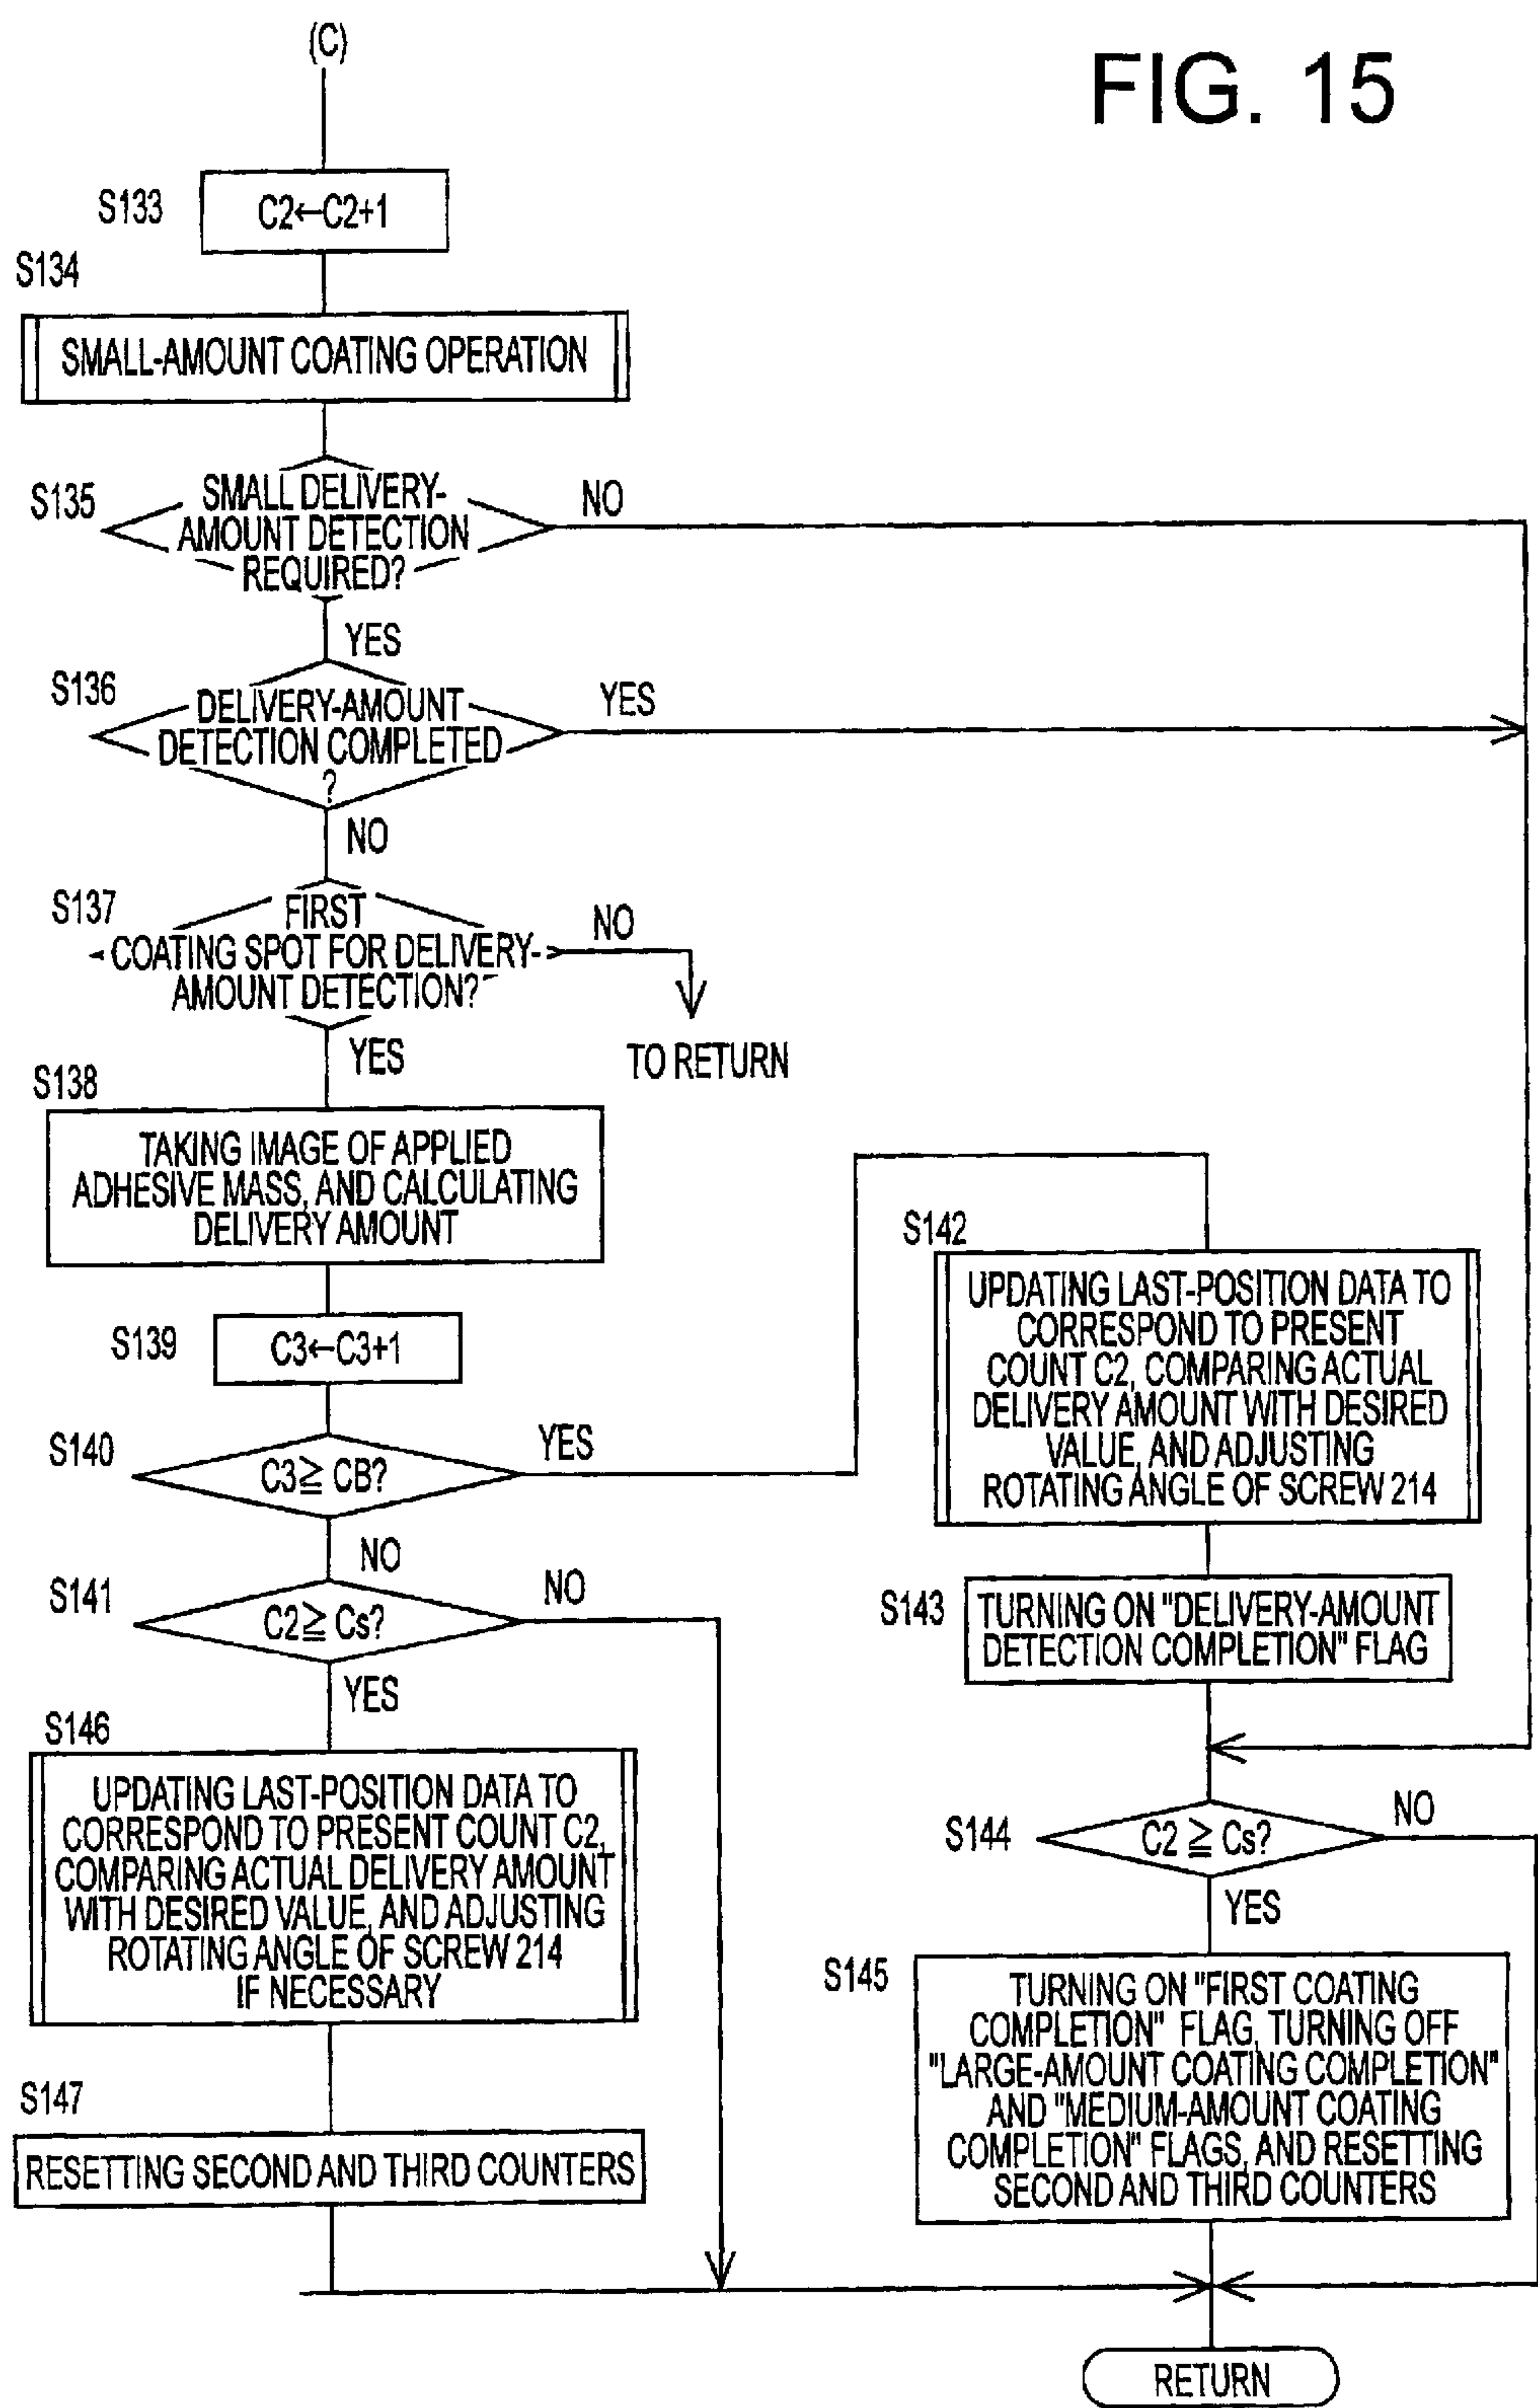 FIG. 15
(C)
S133
C2←C2+1
S134
SMALL-AMOUNT COATING OPERATION
S135
SMALL DELIVERY-
AMOUNT DETECTION
REQUIRED?
NO
YES
S136
DELIVERY-AMOUNT
DETECTION COMPLETED
?
YES
NO
S137
FIRST
COATING SPOT FOR DELIVERY-
AMOUNT DETECTION?
NO
TO RETURN
YES
S138
TAKING IMAGE OF APPLIED
ADHESIVE MASS, AND CALCULATING
DELIVERY AMOUNT
S139
C3←C3+1
S140
C3≧CB?
YES
NO
S141
C2≧Cs?
NO
YES
S146
UPDATING LAST-POSITION DATA TO
CORRESPOND TO PRESENT COUNT C2,
COMPARING ACTUAL DELIVERY AMOUNT
WITH DESIRED VALUE, AND ADJUSTING
ROTATING ANGLE OF SCREW 214
IF NECESSARY
S147
RESETTING SECOND AND THIRD COUNTERS
S142
UPDATING LAST-POSITION DATA TO
CORRESPOND TO PRESENT
COUNT C2, COMPARING ACTUAL
DELIVERY AMOUNT WITH DESIRED
VALUE, AND ADJUSTING
ROTATING ANGLE OF SCREW 214
S143
TURNING ON "DELIVERY-AMOUNT
DETECTION COMPLETION" FLAG
S144
C2 ≧ Cs?
NO
YES
S145
TURNING ON "FIRST COATING
COMPLETION" FLAG, TURNING OFF
"LARGE-AMOUNT COATING COMPLETION"
AND "MEDIUM-AMOUNT COATING
COMPLETION" FLAGS, AND RESETTING
SECOND AND THIRD COUNTERS
RETURN